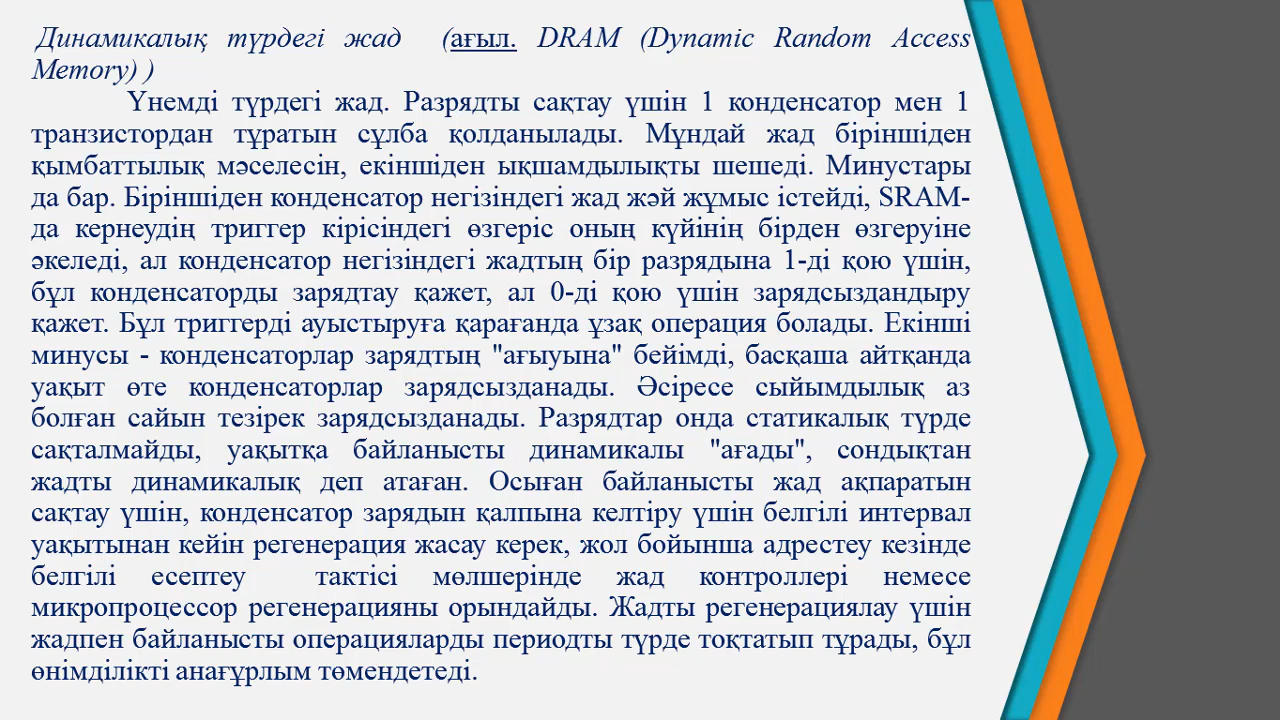 Динамикалық түрдегі жад (ағыл. DRAM (Dynamic Random Access
Memory) )
Үнемді түрдегі жад. Разрядты сақтау үшін 1 конденсатор мен 1
транзистордан тұратын сұлба қолданылады. Мұндай жад біріншіден
қымбаттылық мәселесін, екіншіден ықшамдылықты шешеді. Минустары
да бар. Біріншіден конденсатор негізіндегі жад жәй жұмыс істейді, SRAM-
да кернеудің триггер кірісіндегі өзгеріс оның күйінің бірден өзгеруіне
әкеледі, ал конденсатор негізіндегі жадтың бір разрядына 1-ді қою үшін,
бұл конденсаторды зарядтау қажет, ал 0-ді қою үшін зарядсыздандыру
қажет. Бұл триггерді ауыстыруға қарағанда ұзақ операция болады. Екінші
минусы - конденсаторлар зарядтың "ағыуына" бейімді, басқаша айтқанда
уақыт өте конденсаторлар зарядсызданады. Әсіресе сыйымдылық аз
болған сайын тезірек зарядсызданады. Разрядтар онда статикалық түрде
сақталмайды, уақытқа байланысты динамикалы "ағады", сондықтан
жадты динамикалық деп атаған. Осыған байланысты жад ақпаратын
сақтау үшін, конденсатор зарядын қалпына келтіру үшін белгілі интервал
уақытынан кейін регенерация жасау керек, жол бойынша адрестеу кезінде
белгілі есептеу тактісі мөлшерінде жад контроллері немесе
микропроцессор регенерацияны орындайды. Жадты регенерациялау үшін
жадпен байланысты операцияларды периодты түрде тоқтатып тұрады, бұл
өнімділікті анағұрлым төмендетеді.